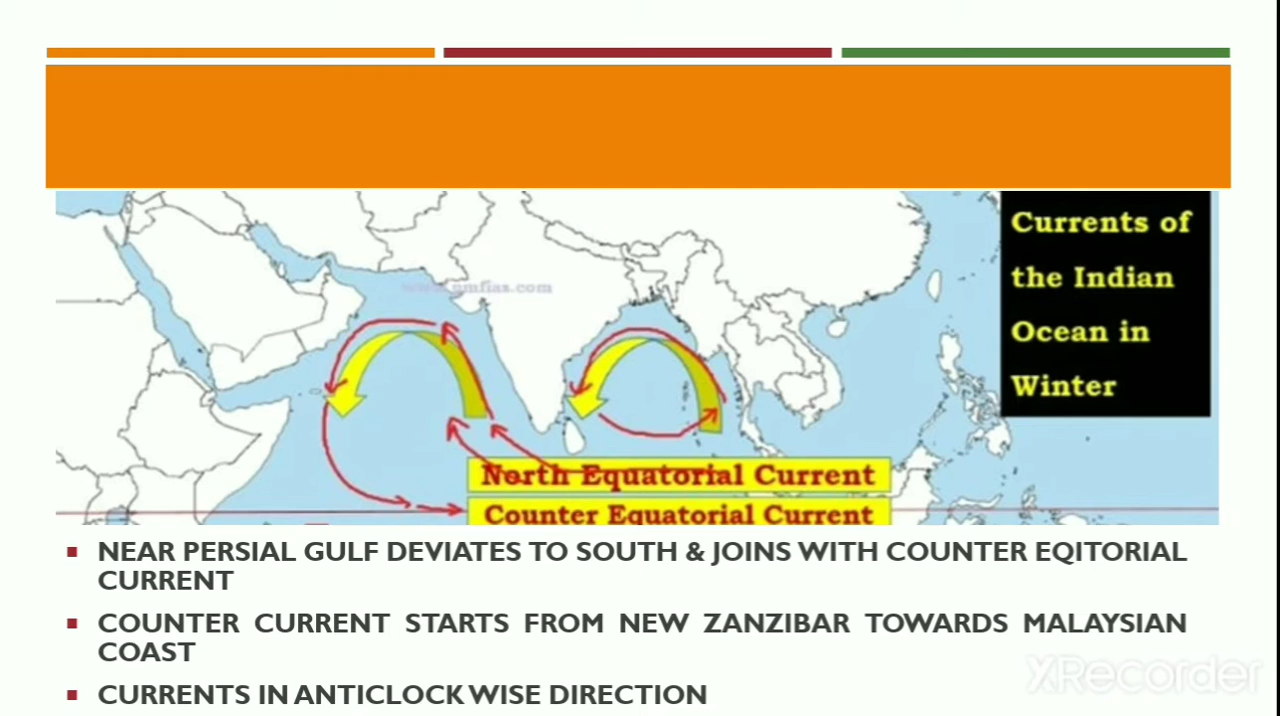 Currents of
the Indian
Ocean in
Winter
North Equatorial Current
Counter Equatorial Current
NEAR PERSIAL GULF DEVIATES TO SOUTH & JOINS WITH COUNTER EQITORIAL
CURRENT
COUNTER CURRENT STARTS FROM NEW ZANZIBAR TOWARDS MALAYSIAN
COAST
CURRENTS IN ANTICLOCK WISE DIRECTION
XRecorder